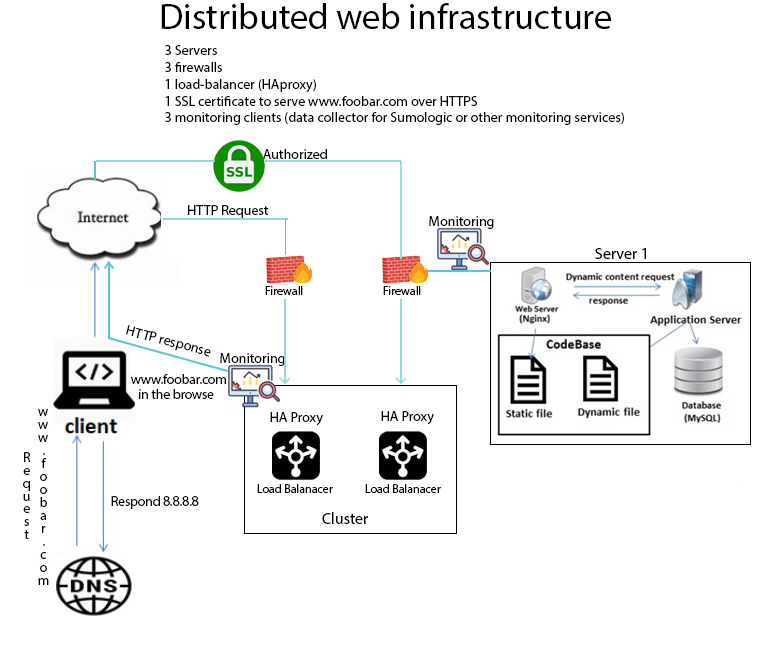 Distributed web infrastructure
3 Servers
3 firewalls
1 load-balancer (HAproxy)
1 SSL certificate to serve www.foobar.com over HTTPS
3 monitoring clients (data collector for Sumologic or other monitoring services)
SSL
Authorized
Internet
HTTP Request
Monitoring
Firewall
Firewall
Server 1
Dynamic content request
response
Web Server
(Nginx)
Application Server
CodeBase
Static file
Dynamic file
Database
(MySQL)
HTTP response
Monitoring
www.foobar.com
in the browse
client
HA Proxy
HA Proxy
Load Balanacer
Load Balanacer
Cluster
www.foobar.com
Request
Respond 8.8.8.8
DNS